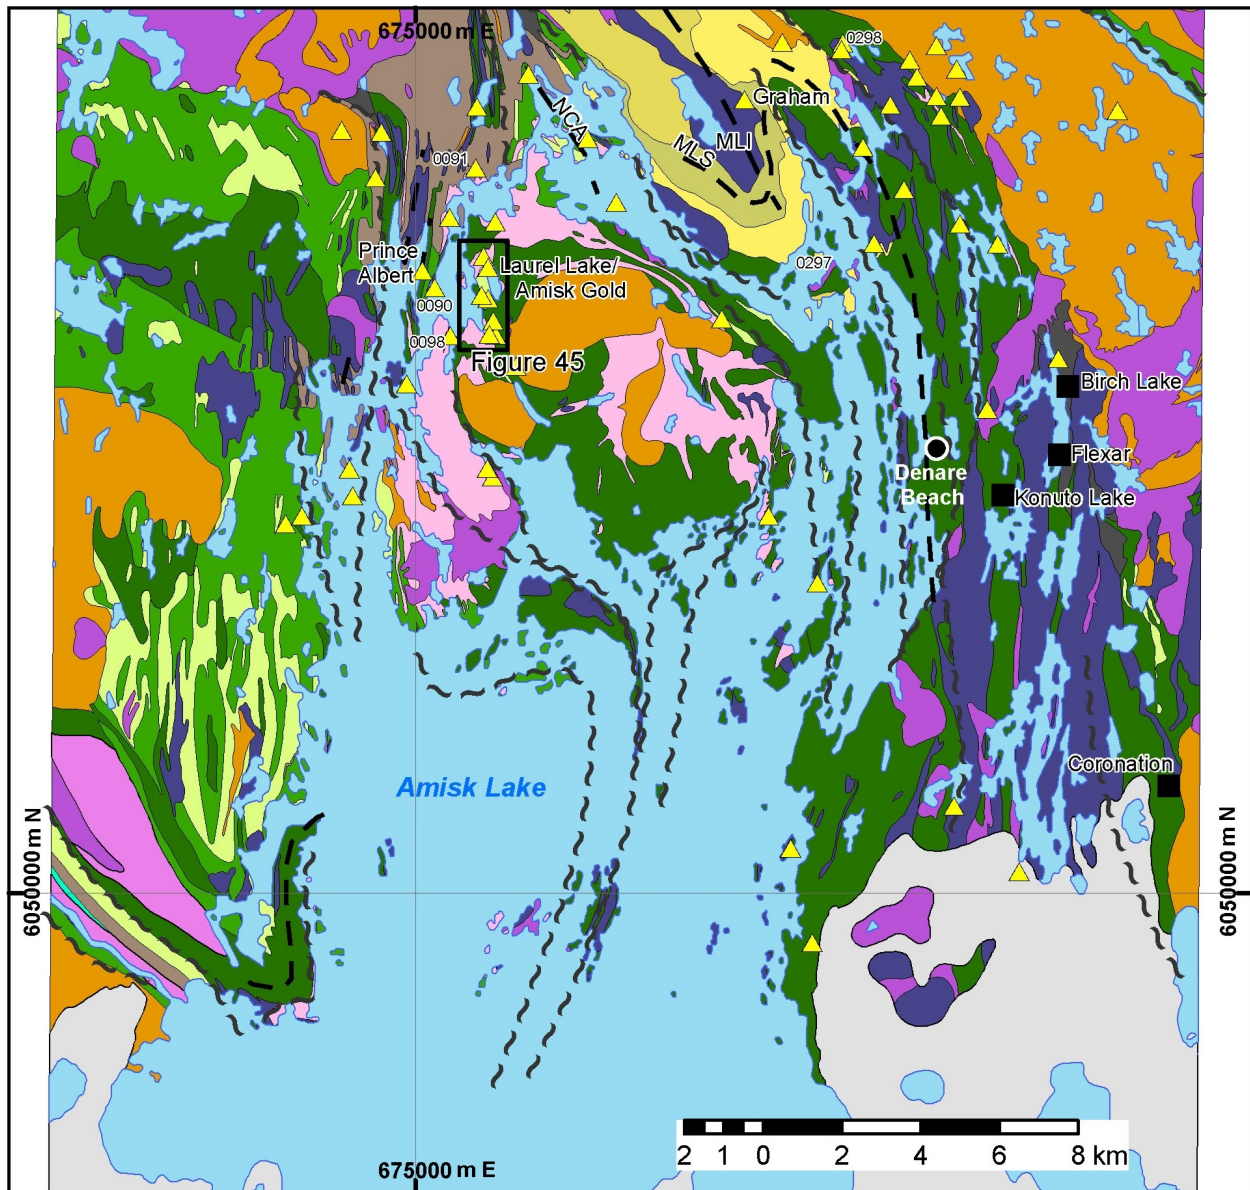 675000 m E
0298
Graham
NCA
MLI
MLS
0091
Prince
Albert
Laurel Lake/
Amisk Gold
0297
0090
0098
Figure 45
Birch Lake
Flexar
Denare
Beach
Konuto Lake
Coronation
Amisk Lake
6050000 m N
6050000 m N
2 1 0 2 4 6 8 km
675000 m E